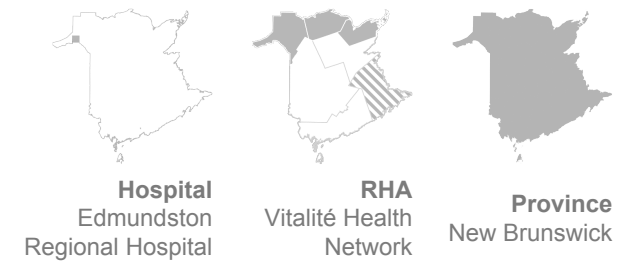 Hospital
Edmundston
Regional Hospital
RHA
Vitalité Health
Network
Province
New Brunswick